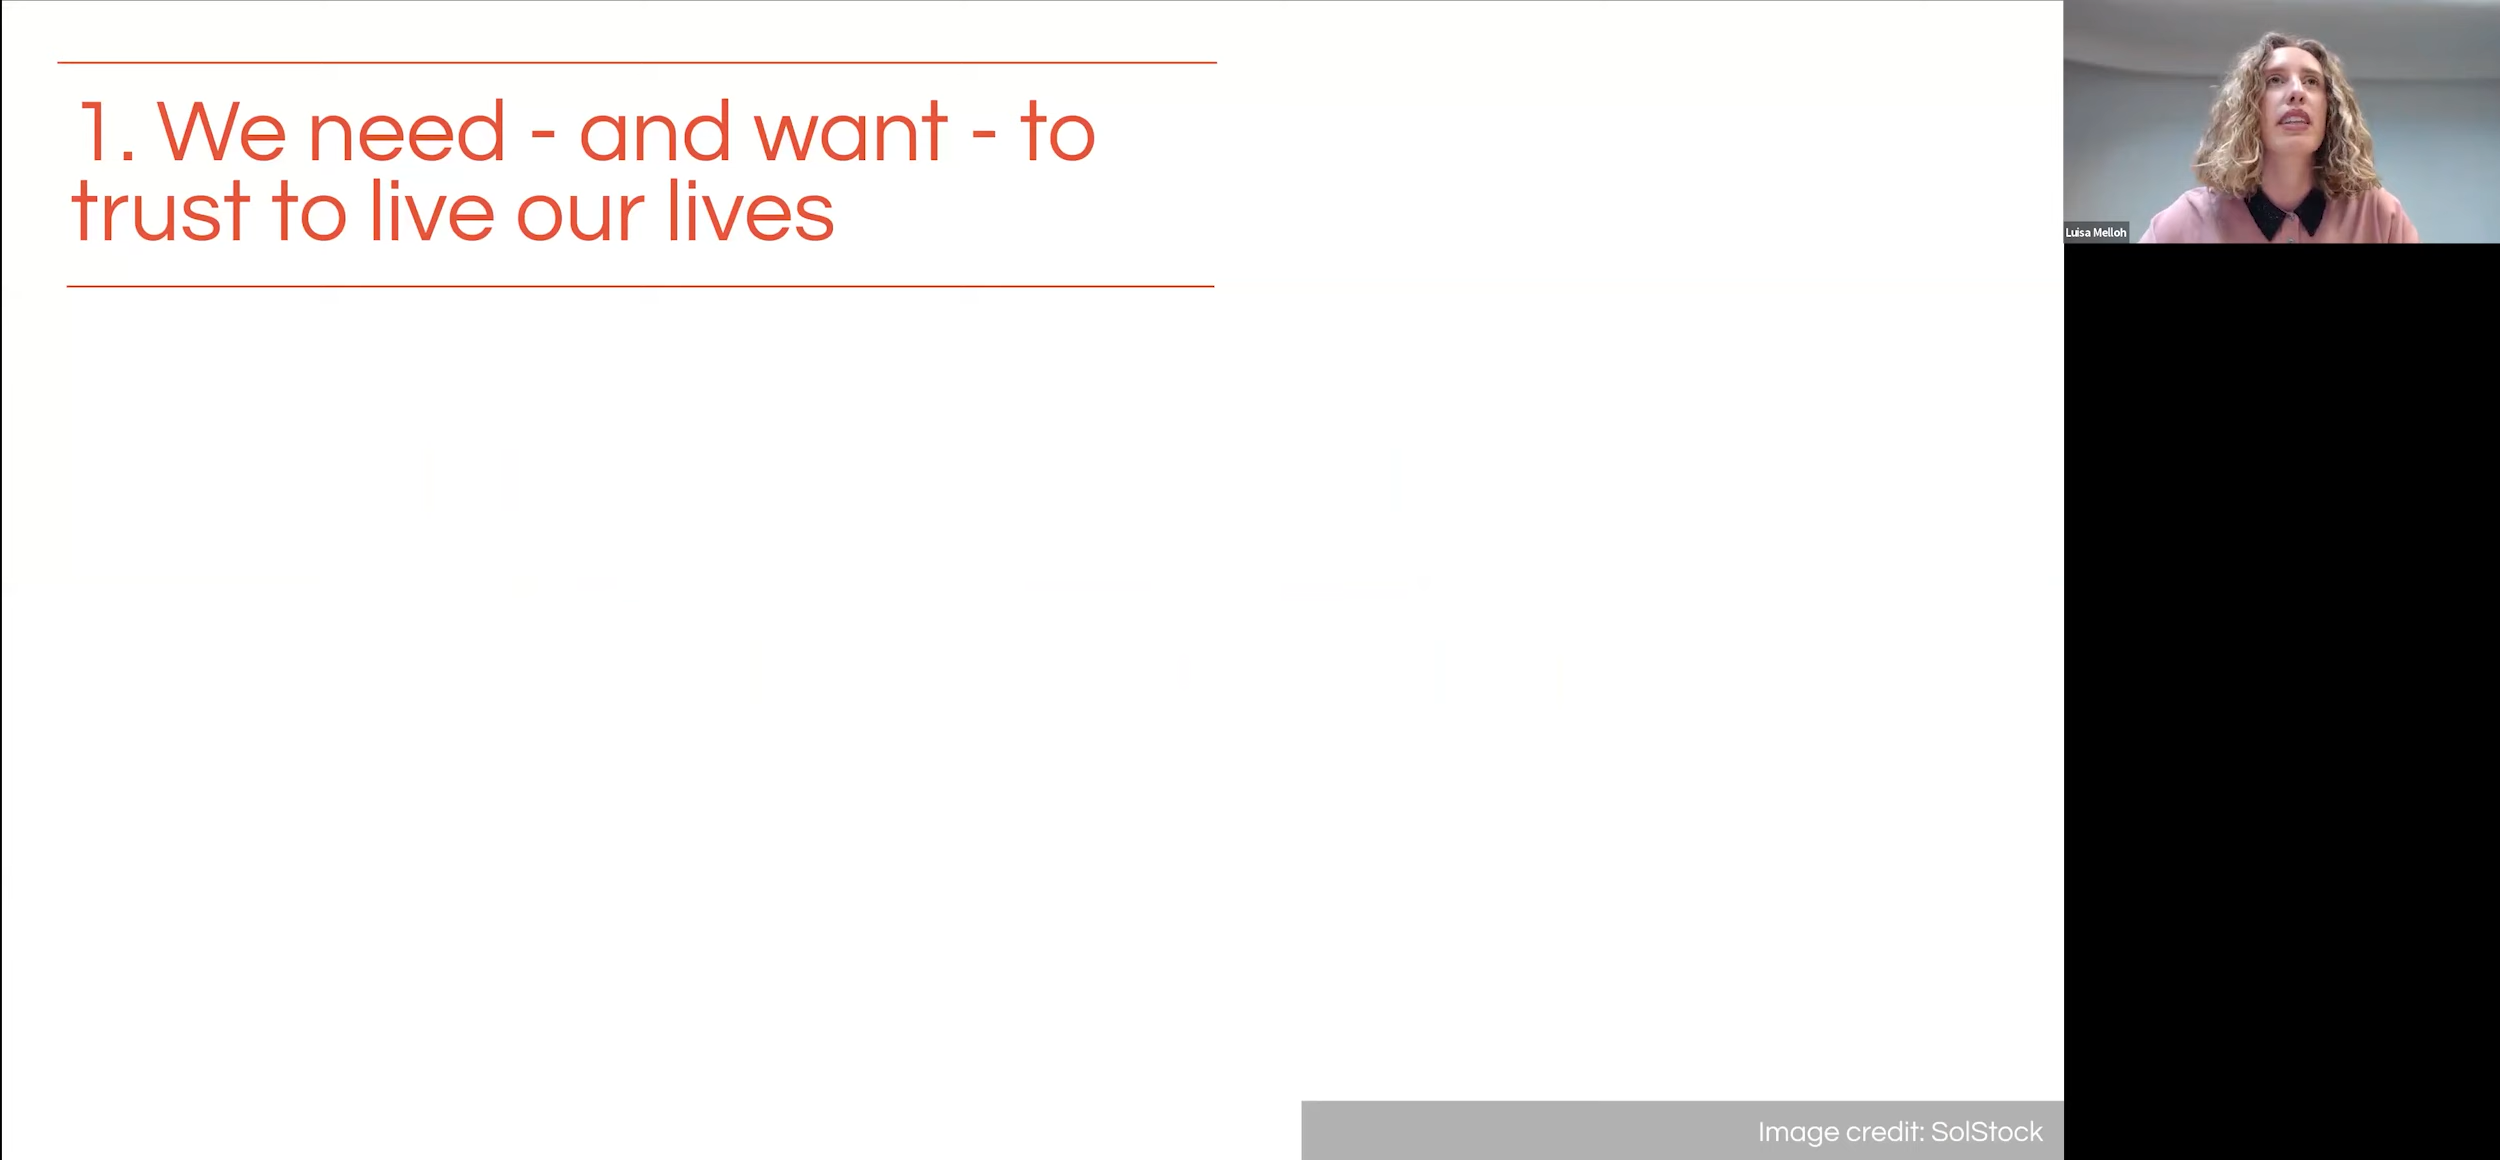 1. We need - and want - to
trust to live our lives
Luisa Melloh
Image credit: SolStock